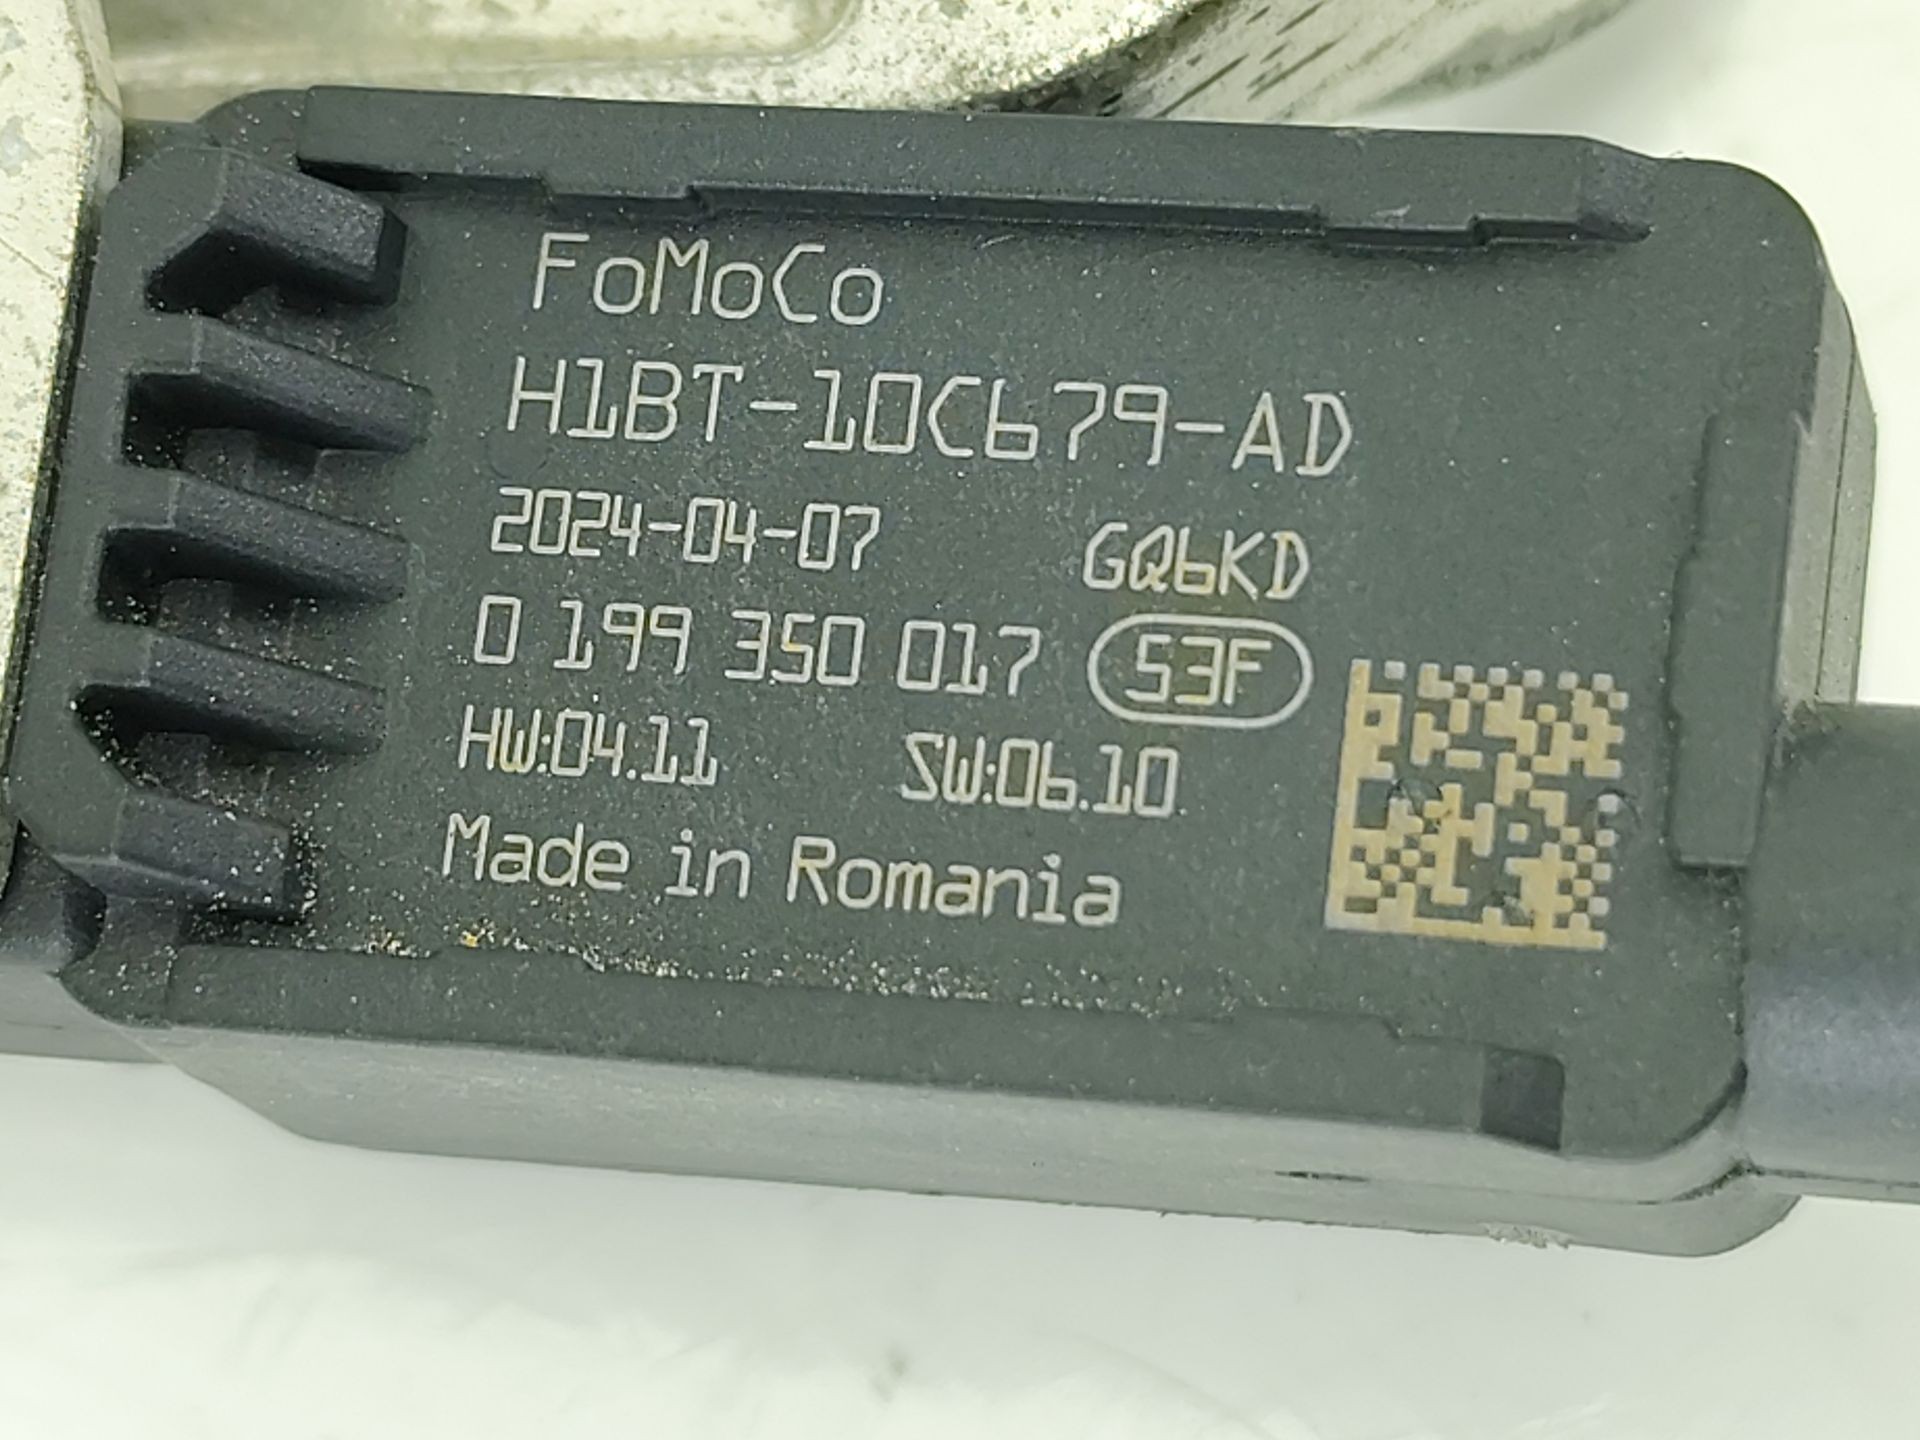 FoMoCo
H1BT-10C679-AD
2024-04-07 GQ6KD
0 199 350 017 53F
HW:04.11 SW:06.10
Made in Romania